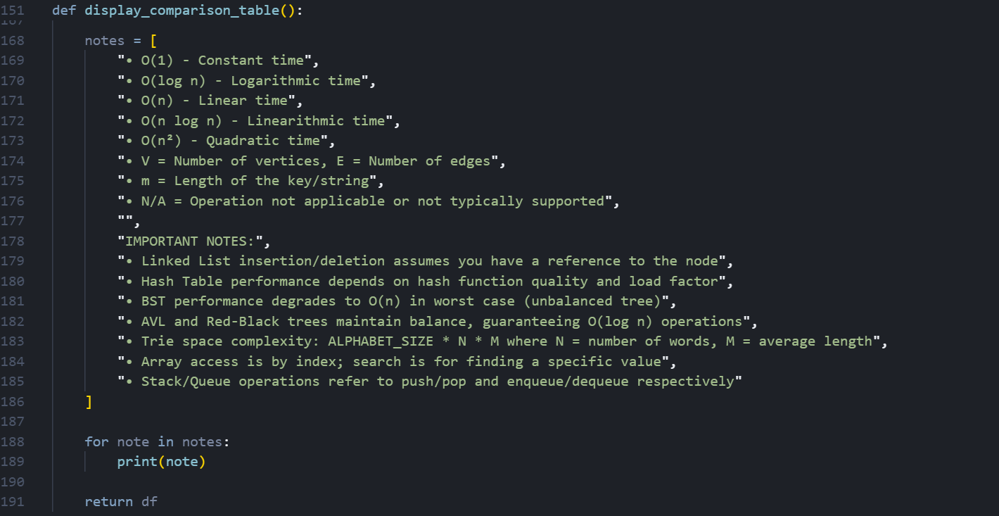 151 def display_comparison_table():
167
168 notes = [
169 "• O(1) - Constant time",
170 "• O(log n) - Logarithmic time",
171 "• O(n) - Linear time",
172 "• O(n log n) - Linearithmic time",
173 "• O(n²) - Quadratic time",
174 "• V = Number of vertices, E = Number of edges",
175 "• m = Length of the key/string",
176 "• N/A = Operation not applicable or not typically supported",
177 "",
178 "IMPORTANT NOTES:",
179 "• Linked List insertion/deletion assumes you have a reference to the node",
180 "• Hash Table performance depends on hash function quality and load factor",
181 "• BST performance degrades to O(n) in worst case (unbalanced tree)",
182 "• AVL and Red-Black trees maintain balance, guaranteeing O(log n) operations",
183 "• Trie space complexity: ALPHABET_SIZE * N * M where N = number of words, M = average length",
184 "• Array access is by index; search is for finding a specific value",
185 "• Stack/Queue operations refer to push/pop and enqueue/dequeue respectively"
186 ]
187
188 for note in notes:
189 print(note)
190
191 return df